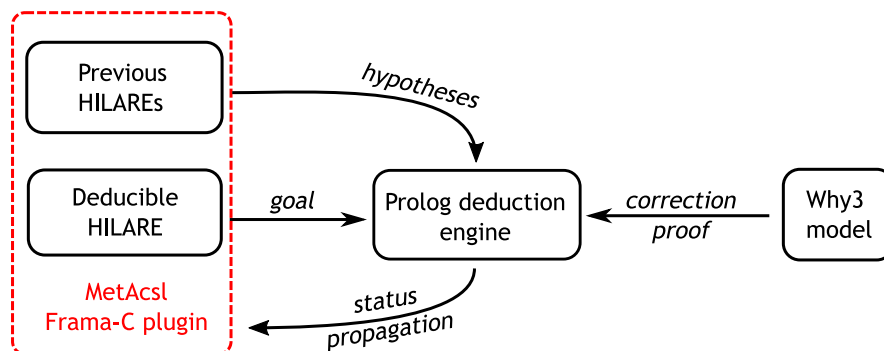 Previous
HILAREs
hypotheses
Deducible
HILARE
goal
Prolog deduction
engine
correction
proof
Why3
model
MetAcsl
Frama-C plugin
status
propagation